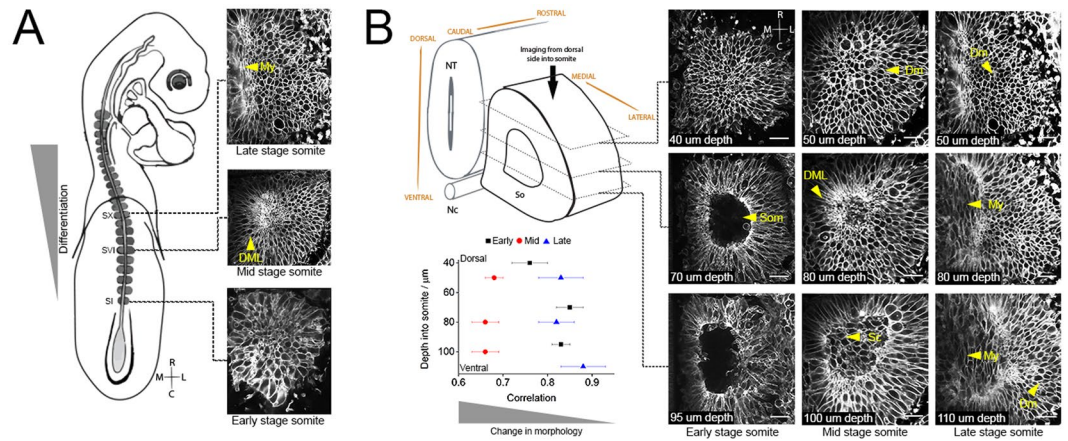 A
My
Late stage somite
Differentiation
DML
Mid stage somite
SX
SVI
SI
R
M L
C
Early stage somite
B
ROSTRAL
CAUDAL
DORSAL
NT
Imaging from dorsal
side into somite
MEDIAL
LATERAL
VENTRAL
So
Nc
Early Mid Late
Dorsal
40
60
80
100
Ventral
Depth into somite / µm
0.6 0.7 0.8 0.9
Correlation
Change in morphology
R
M L
C
40 um depth
Dm
50 um depth
Dm
50 um depth
Som
70 um depth
DML
80 um depth
My
80 um depth
95 um depth
Early stage somite
Sc
100 um depth
Mid stage somite
My
Dm
110 um depth
Late stage somite